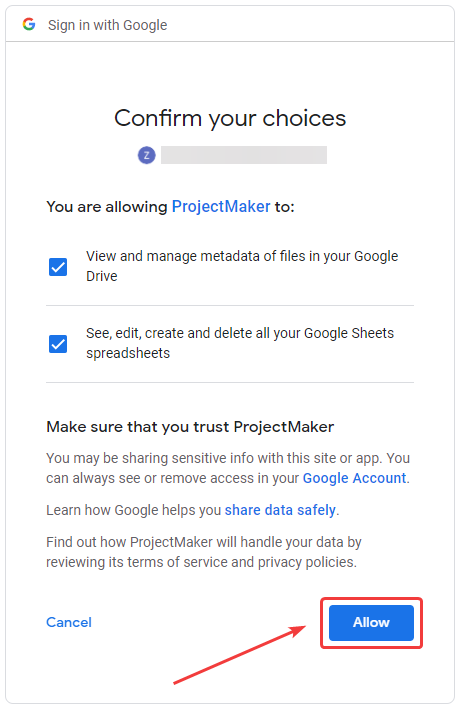 Sign in with Google
Confirm your choices
Z
You are allowing ProjectMaker to:
View and manage metadata of files in your Google
Drive
See, edit, create and delete all your Google Sheets
spreadsheets
Make sure that you trust ProjectMaker
You may be sharing sensitive info with this site or app. You
can always see or remove access in your Google Account.
Learn how Google helps you share data safely.
Find out how ProjectMaker will handle your data by
reviewing its terms of service and privacy policies.
Cancel
Allow